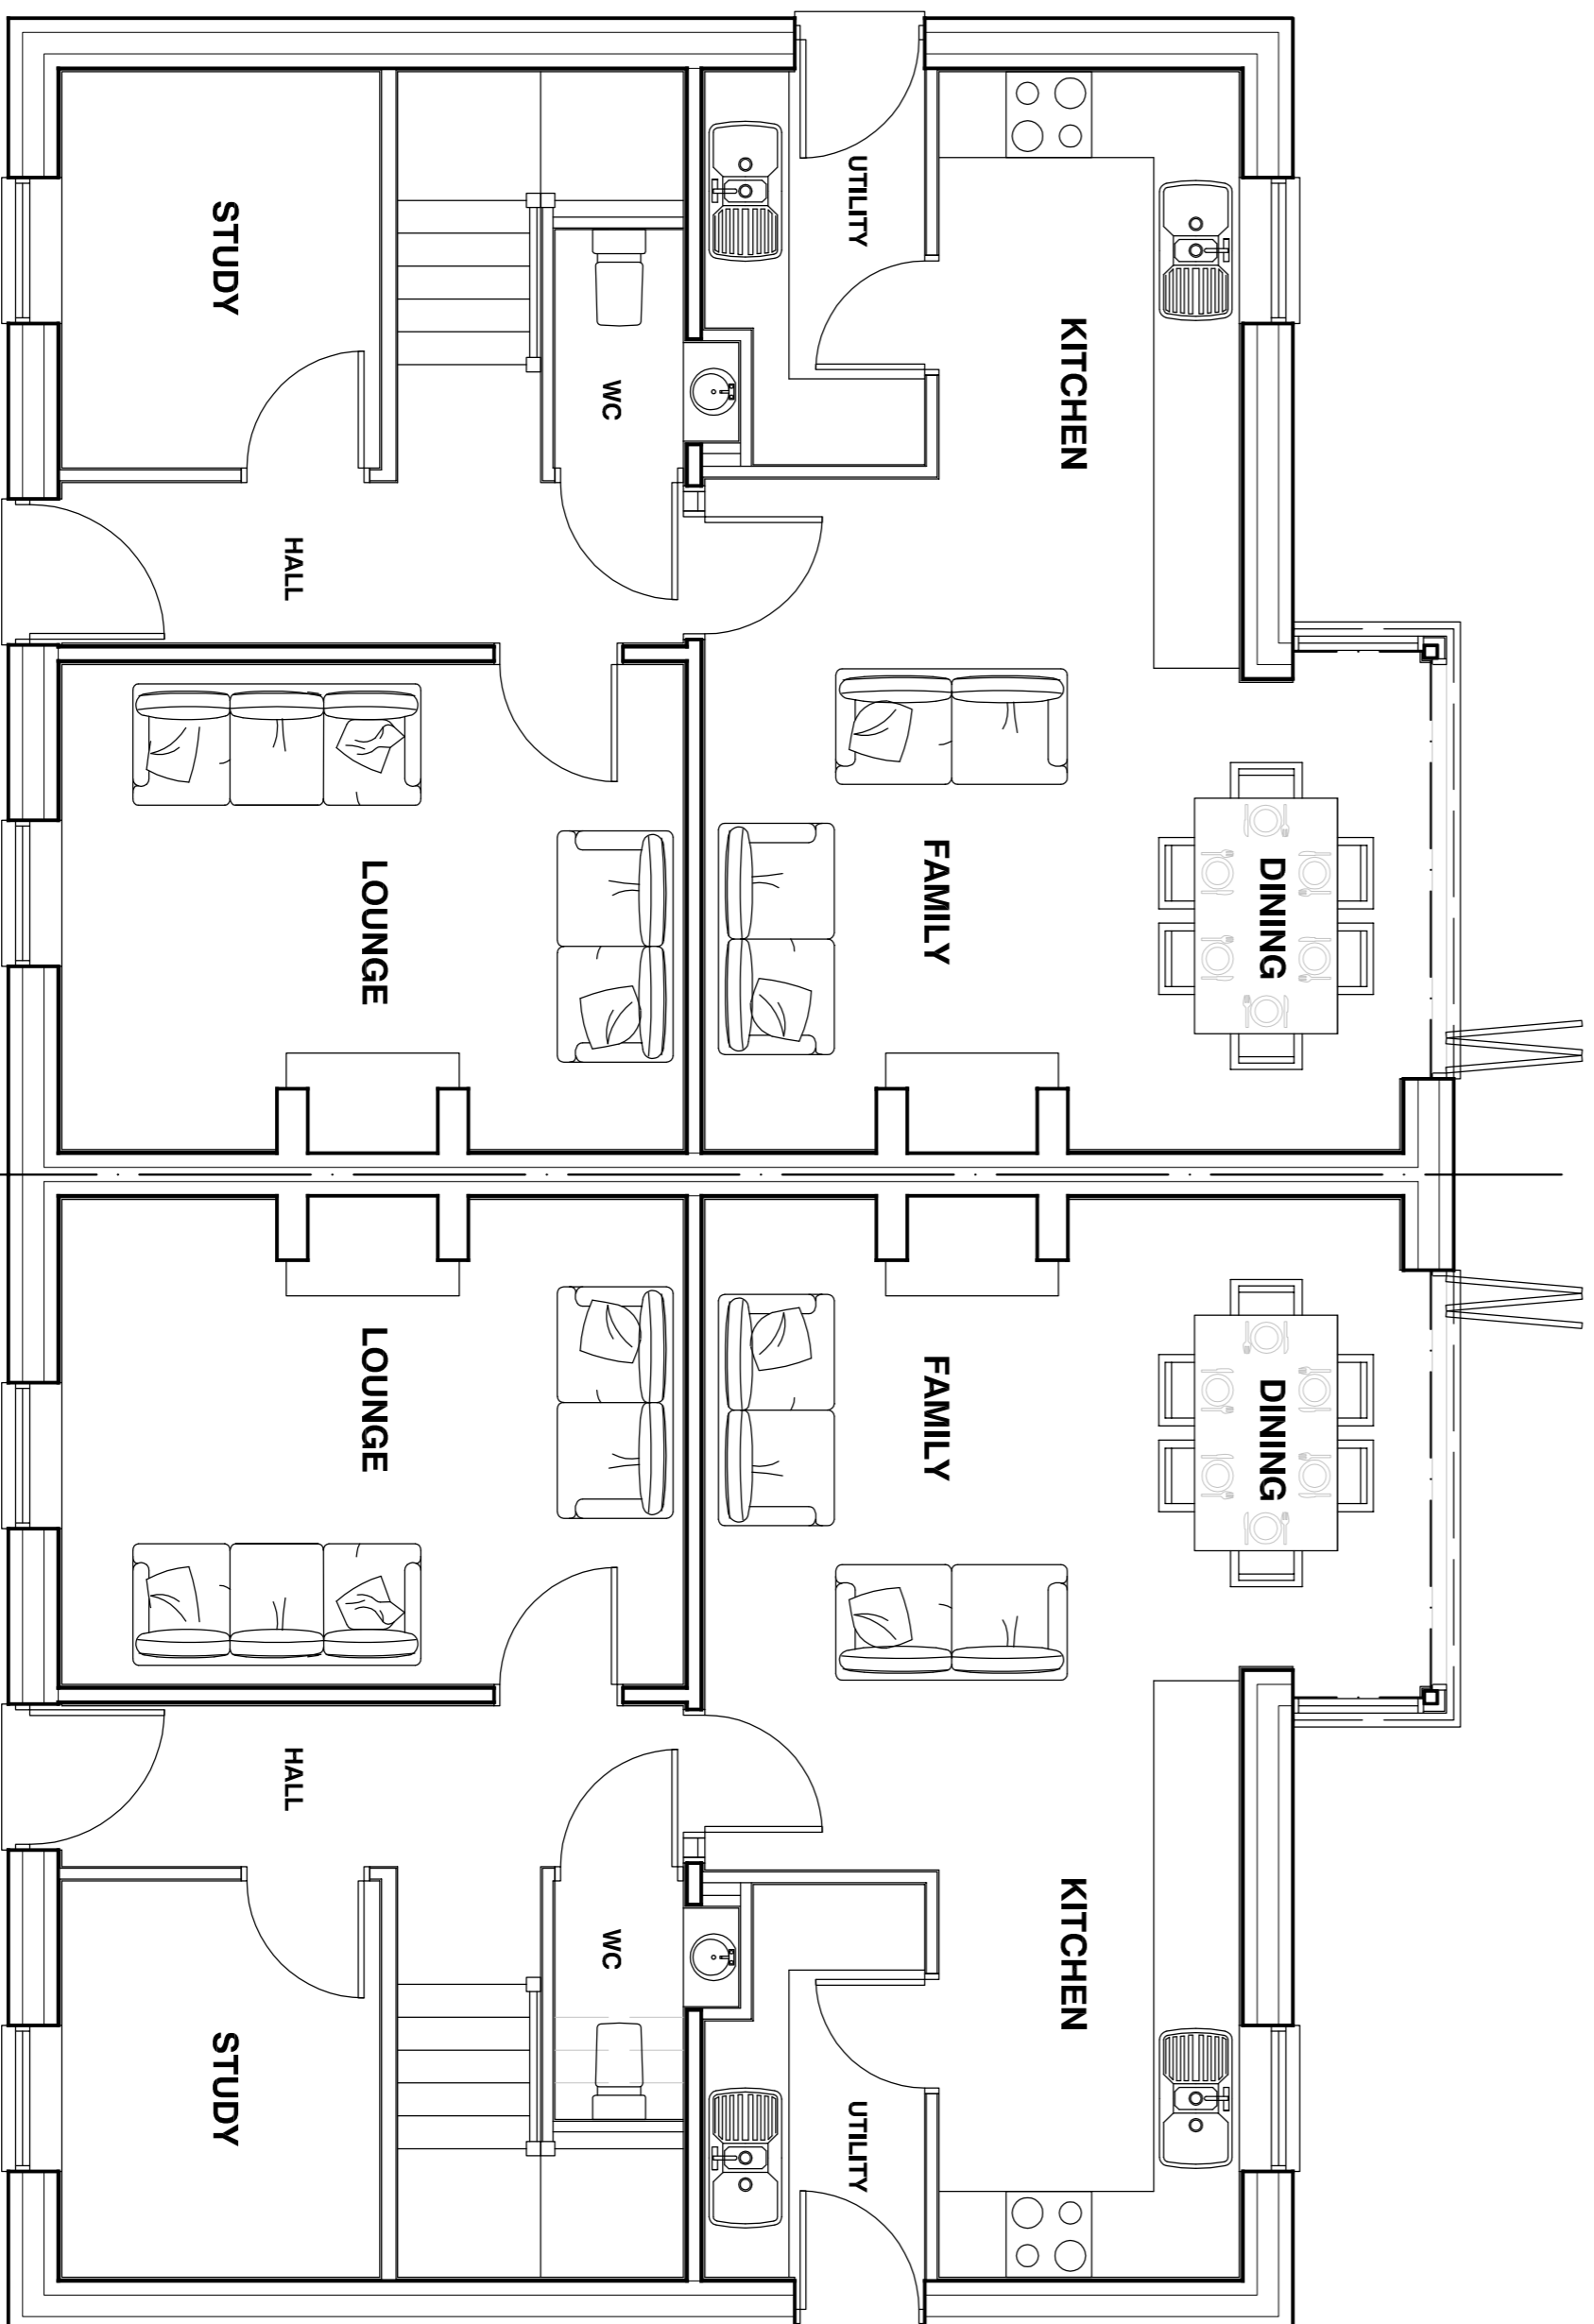 UTILITY
STUDY
KITCHEN
WC
HALL
DINING
FAMILY
LOUNGE
LOUNGE
FAMILY
DINING
HALL
KITCHEN
WC
STUDY
UTILITY